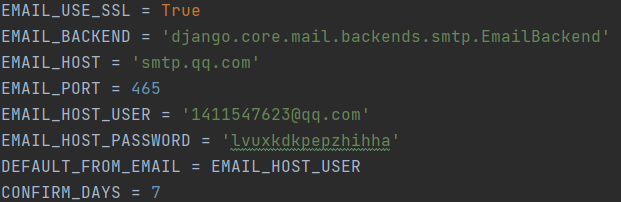 EMAIL_USE_SSL = True
EMAIL_BACKEND = 'django.core.mail.backends.smtp.EmailBackend'
EMAIL_HOST = 'smtp.qq.com'
EMAIL_PORT = 465
EMAIL_HOST_USER = '1411547623@qq.com'
EMAIL_HOST_PASSWORD = 'lvuxkdkpepzhihha'
DEFAULT_FROM_EMAIL = EMAIL_HOST_USER
CONFIRM_DAYS = 7